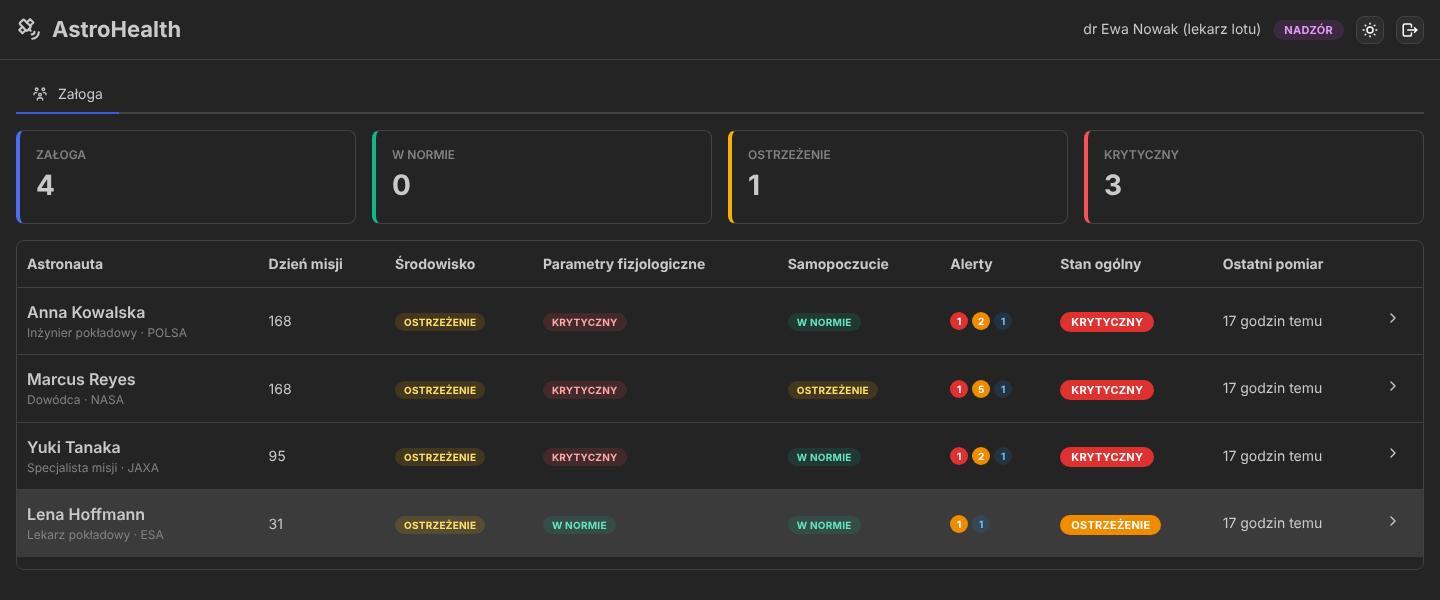 AstroHealth
dr Ewa Nowak (lekarz lotu) NADZÓR
Załoga
ZAŁOGA
4
W NORMIE
0
OSTRZEŻENIE
1
KRYTYCZNY
3
Astronauta Dzień misji Środowisko Parametry fizjologiczne Samopoczucie Alerty Stan ogólny Ostatni pomiar
Anna Kowalska
Inżynier pokładowy · POLSA
168 OSTRZEŻENIE KRYTYCZNY W NORMIE 1 2 1 KRYTYCZNY 17 godzin temu
Marcus Reyes
Dowódca · NASA
168 OSTRZEŻENIE KRYTYCZNY OSTRZEŻENIE 1 5 1 KRYTYCZNY 17 godzin temu
Yuki Tanaka
Specjalista misji · JAXA
95 OSTRZEŻENIE KRYTYCZNY W NORMIE 1 2 1 KRYTYCZNY 17 godzin temu
Lena Hoffmann
Lekarz pokładowy · ESA
31 OSTRZEŻENIE W NORMIE W NORMIE 1 1 OSTRZEŻENIE 17 godzin temu